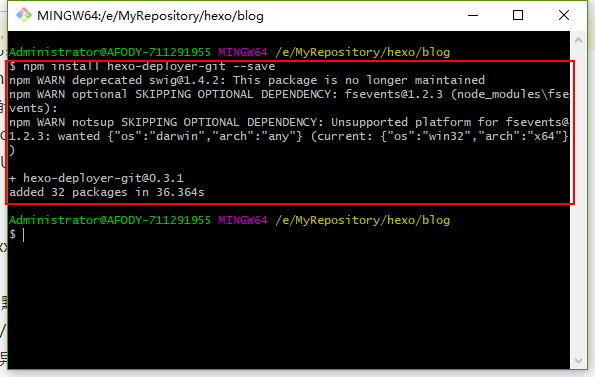 MINGW64:/e/MyRepository/hexo/blog
Administrator@AFODY-711291955 MINGW64 /e/MyRepository/hexo/blog
$ npm install hexo-deployer-git --save
npm WARN deprecated swig@1.4.2: This package is no longer maintained
npm WARN optional SKIPPING OPTIONAL DEPENDENCY: fsevents@1.2.3 (node_modules\fse
vents):
npm WARN notsup SKIPPING OPTIONAL DEPENDENCY: Unsupported platform for fsevents@
1.2.3: wanted {"os":"darwin","arch":"any"} (current: {"os":"win32","arch":"x64"}
)
+ hexo-deployer-git@0.3.1
added 32 packages in 36.364s
Administrator@AFODY-711291955 MINGW64 /e/MyRepository/hexo/blog
$